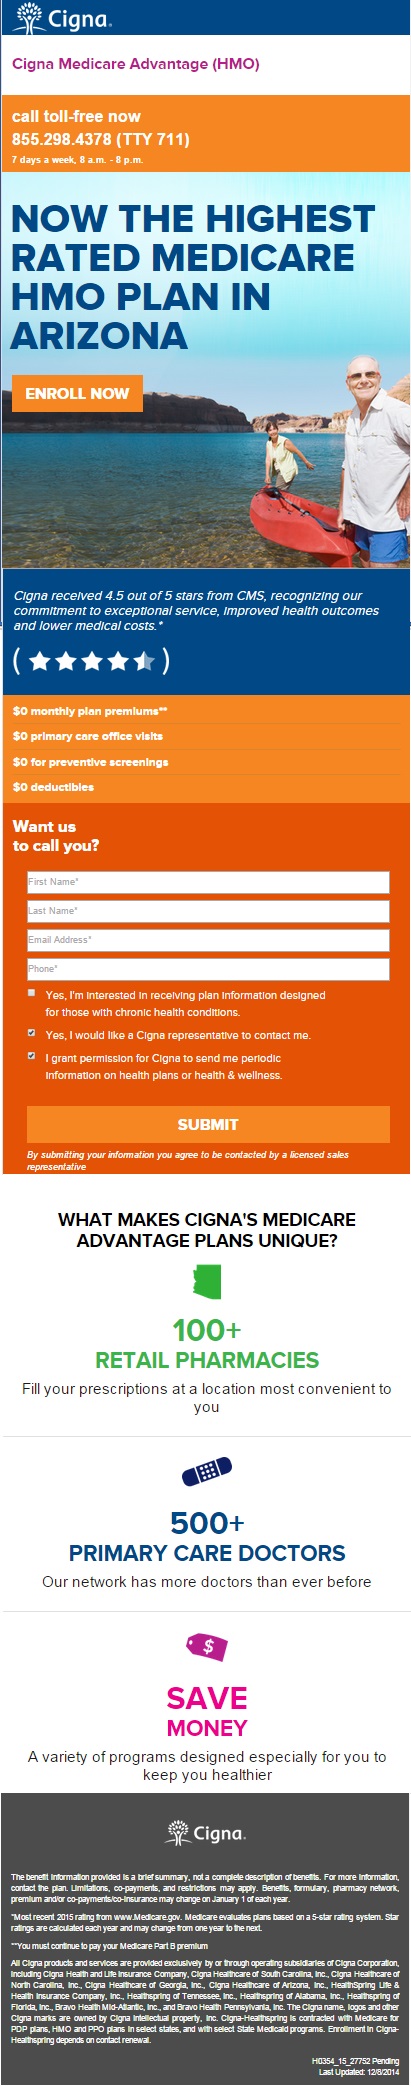 Cigna.
Cigna Medicare Advantage (HMO)
call toll-free now
855.298.4378 (TTY 711)
7 days a week, 8 a.m. - 8 p.m.
NOW THE HIGHEST
RATED MEDICARE
HMO PLAN IN
ARIZONA
ENROLL NOW
Cigna received 4.5 out of 5 stars from CMS, recognizing our
commitment to exceptional service, improved health outcomes
and lower medical costs.*
$0 monthly plan premiums**
$0 primary care office visits
$0 for preventive screenings
$0 deductibles
Want us
to call you?
First Name*
Last Name*
Email Address*
Phone*
Yes, I'm interested in receiving plan information designed
for those with chronic health conditions.
Yes, I would like a Cigna representative to contact me.
I grant permission for Cigna to send me periodic
information on health plans or health & wellness.
SUBMIT
By submitting your information you agree to be contacted by a licensed sales
representative
WHAT MAKES CIGNA'S MEDICARE
ADVANTAGE PLANS UNIQUE?
100+
RETAIL PHARMACIES
Fill your prescriptions at a location most convenient to
you
500+
PRIMARY CARE DOCTORS
Our network has more doctors than ever before
$
SAVE
MONEY
A variety of programs designed especially for you to
keep you healthier
Cigna.
The benefit information provided is a brief summary, not a complete description of benefits. For more information,
contact the plan. Limitations, co-payments, and restrictions may apply. Benefits, formulary, pharmacy network,
premium and/or co-payments/co-insurance may change on January 1 of each year.
*Most recent 2015 rating from www.Medicare.gov. Medicare evaluates plans based on a 5-star rating system. Star
ratings are calculated each year and may change from one year to the next.
**You must continue to pay your Medicare Part B premium
All Cigna products and services are provided exclusively by or through operating subsidiaries of Cigna Corporation,
including Cigna Health and Life Insurance Company, Cigna Healthcare of South Carolina, Inc., Cigna Healthcare of
North Carolina, Inc., Cigna Healthcare of Georgia, Inc., Cigna Healthcare of Arizona, Inc., HealthSpring Life &
Health Insurance Company, Inc., Healthspring of Tennessee, Inc., Healthspring of Alabama, Inc., Healthspring of
Florida, Inc., Bravo Health Mid-Atlantic, Inc., and Bravo Health Pennsylvania, Inc. The Cigna name, logos and other
Cigna marks are owned by Cigna Intellectual property, Inc. Cigna-Healthspring is contracted with Medicare for
PDP plans, HMO and PPO plans in select states, and with select State Medicaid programs. Enrollment in Cigna-
Healthspring depends on contact renewal.
H0354_15_27752 Pending
Last Updated: 12/8/2014